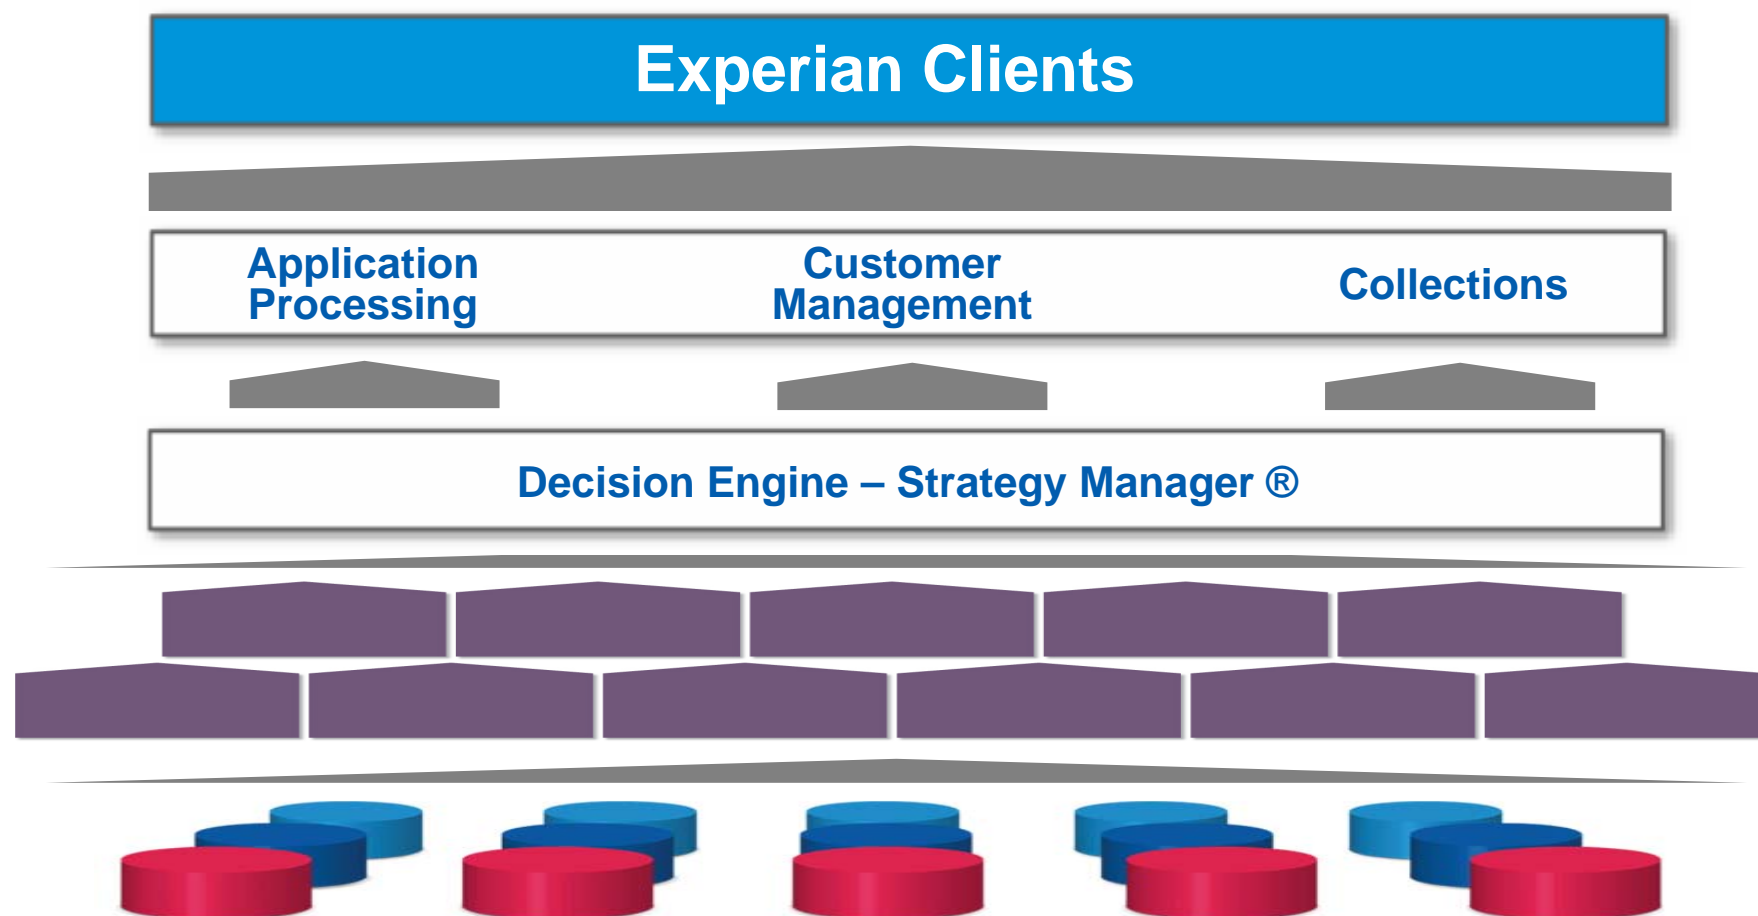 Experian Clients
Application
Processing
Customer
Management
Collections
Decision Engine – Strategy Manager ®